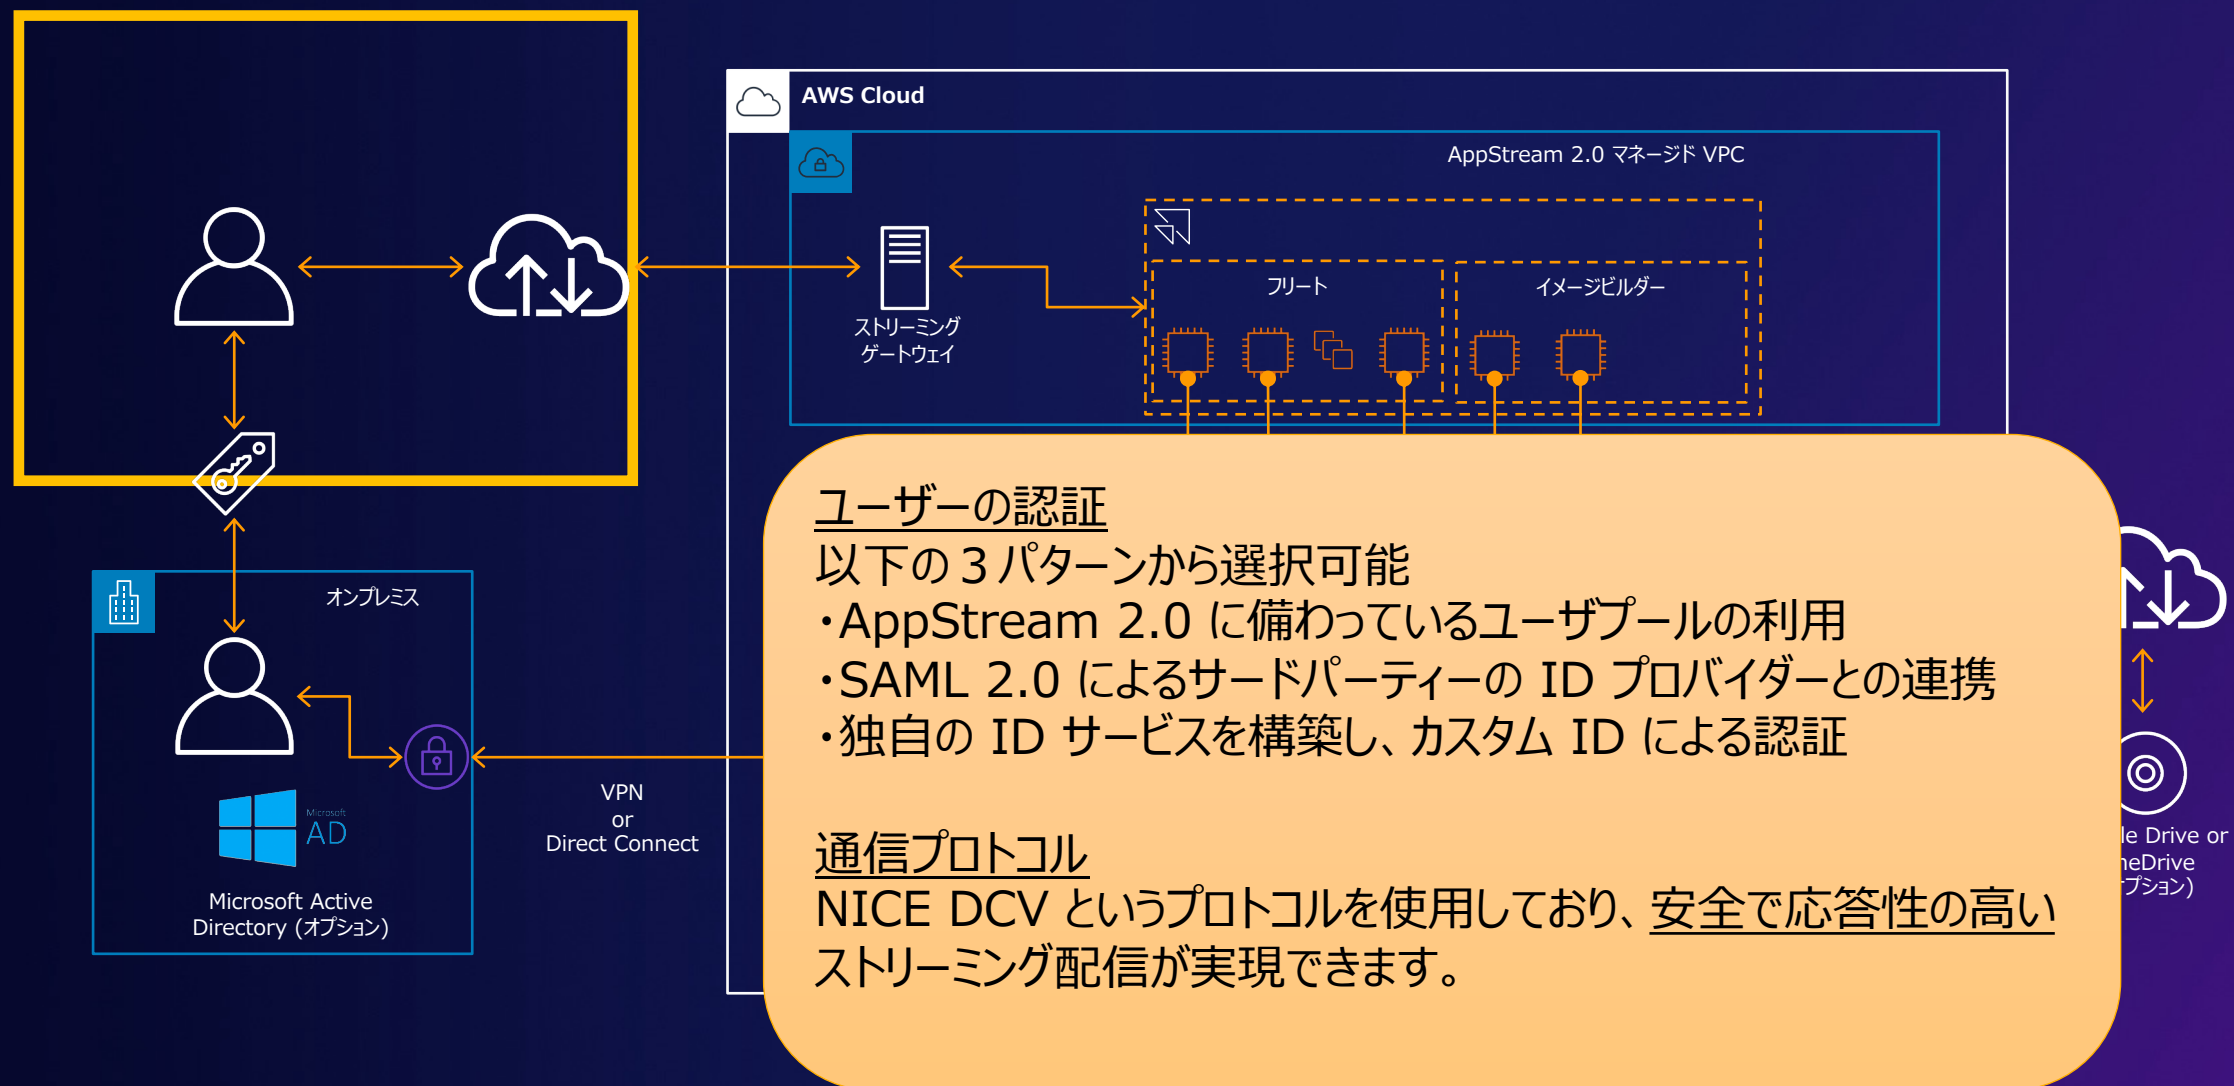 AWS Cloud
AppStream 2.0 マネージド VPC
フリート
イメージビルダー
ストリーミング
ゲートウェイ
オンプレミス
Microsoft
AD
Microsoft Active
Directory (オプション)
VPN
or
Direct Connect
ユーザーの認証
以下の3パターンから選択可能
・AppStream 2.0 に備わっているユーザプールの利用
・SAML 2.0 によるサードパーティーの ID プロバイダーとの連携
・独自の ID サービスを構築し、カスタム ID による認証
通信プロトコル
NICE DCV というプロトコルを使用しており、安全で応答性の高い
ストリーミング配信が実現できます。
Drive or